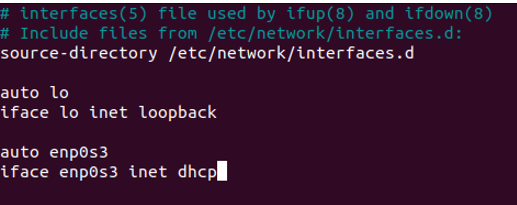 # interfaces(5) file used by ifup(8) and ifdown(8)
# Include files from /etc/network/interfaces.d:
source-directory /etc/network/interfaces.d
auto lo
iface lo inet loopback
auto enp0s3
iface enp0s3 inet dhcp